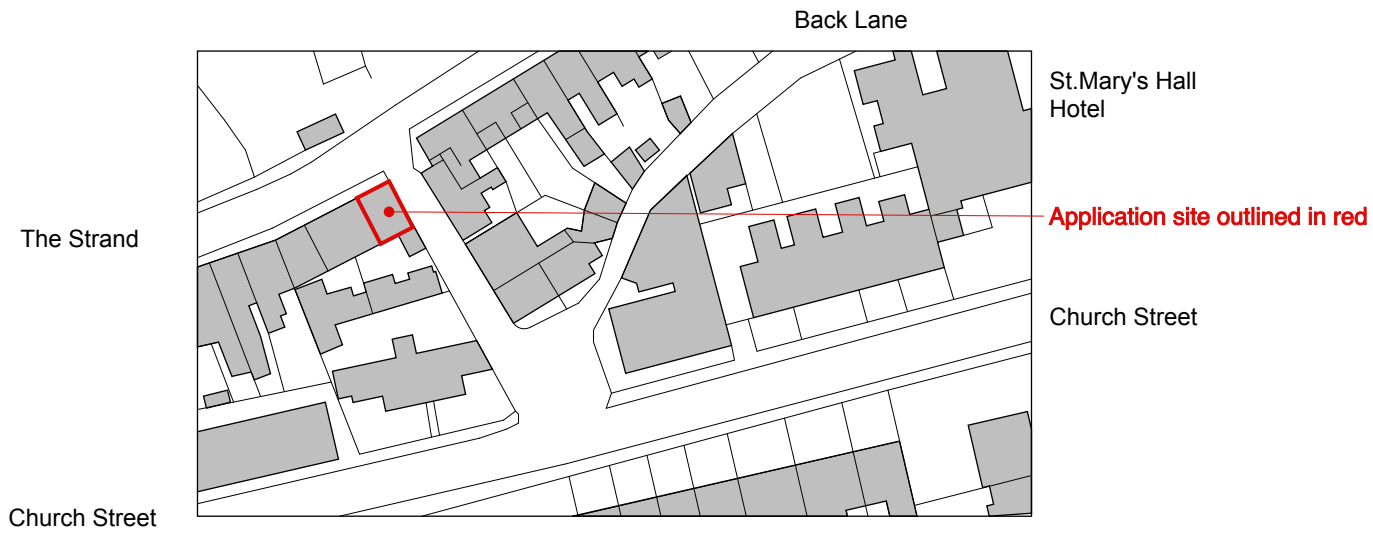 Back Lane
St.Mary's Hall
Hotel
Application site outlined in red
The Strand
Church Street
Church Street